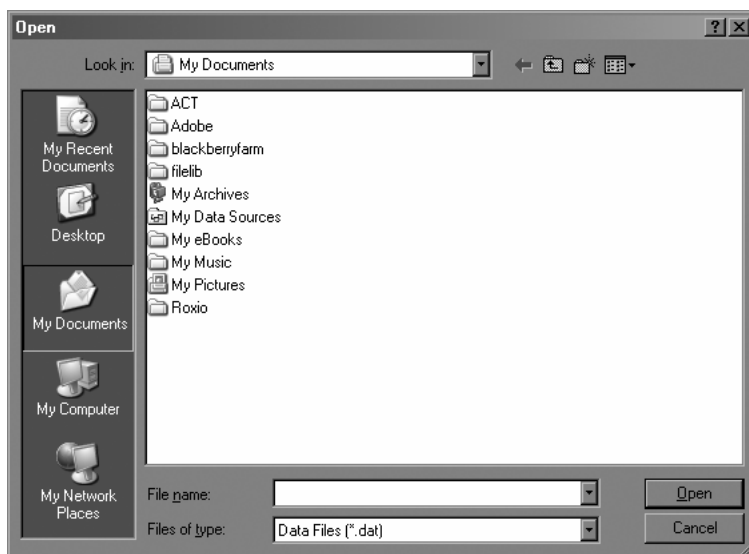 Open
Look in: My Documents
My Recent
Documents
Desktop
My Documents
My Computer
My Network
Places
ACT
Adobe
blackberryfarm
filelib
My Archives
My Data Sources
My eBooks
My Music
My Pictures
Roxio
File name:
Open
Files of type: Data Files (*.dat)
Cancel